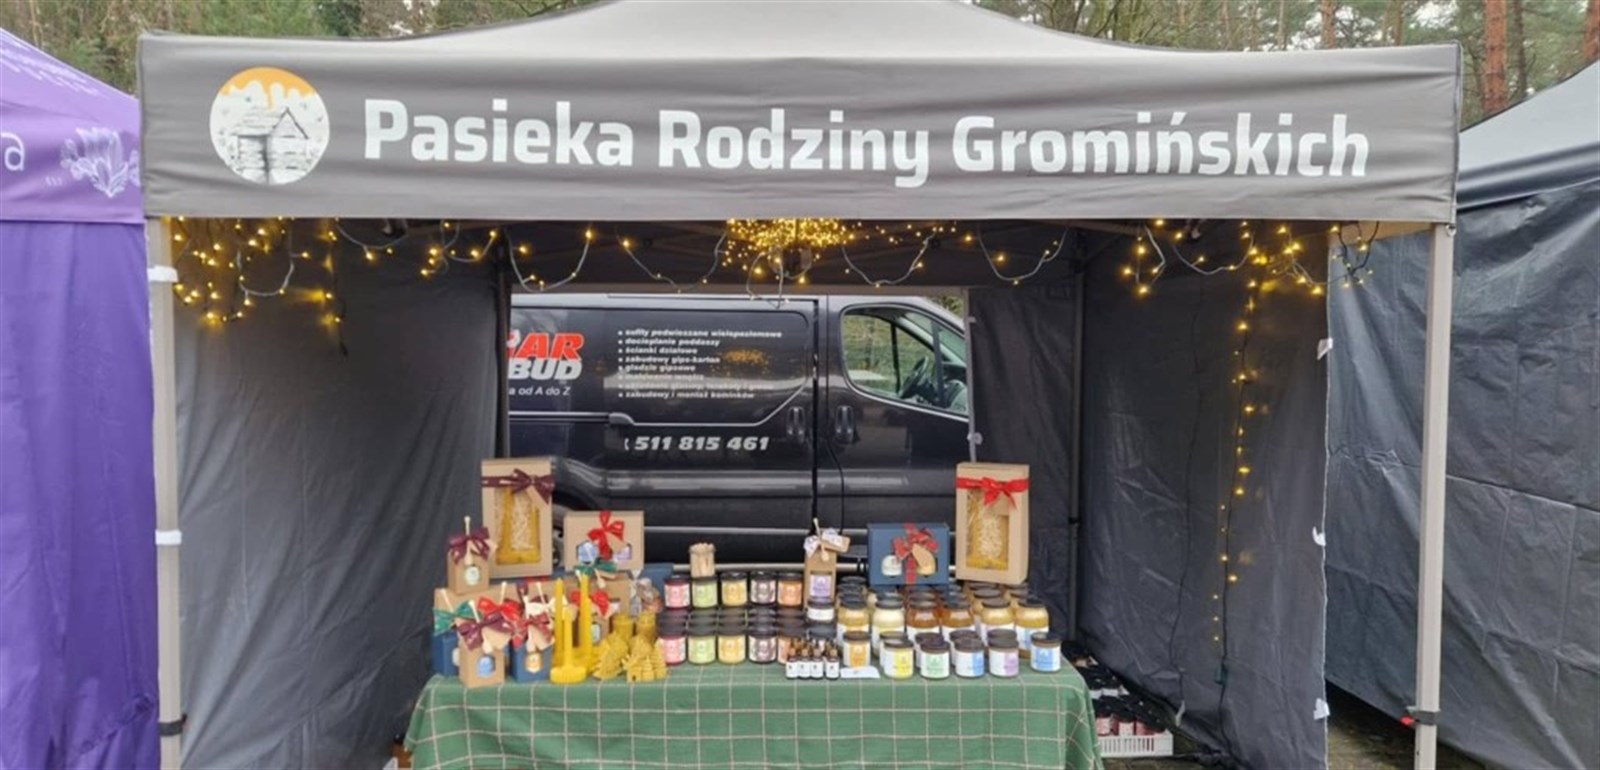 Pasieka Rodziny Gromińskich
a
AR
BUD
a od A do Z
▪ sufity podwieszane wielopoziomowe
▪ docieplanie poddaszy
▪ ścianki działowe
▪ zabudowy gips-karton
▪ gładzie gipsowe
▪ zabudowy i montaż kominków
511 815 461